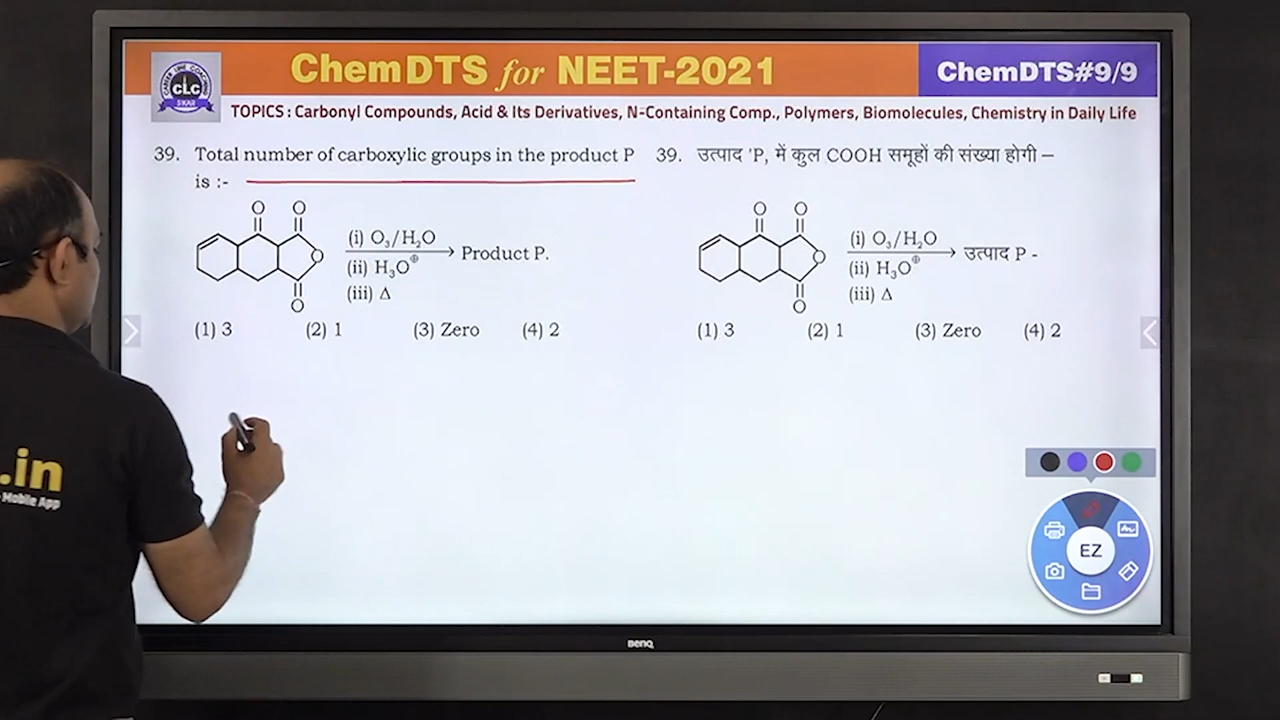 ChemDTS for NEET-2021
ChemDTS#9/9
CLC
SIKAR
TOPICS : Carbonyl Compounds, Acid & Its Derivatives, N-Containing Comp., Polymers, Biomolecules, Chemistry in Daily Life
39. Total number of carboxylic groups in the product P
is :-
O O
O
O
(i) O₃/H₂O
(ii) H₃O⊕
(iii) Δ
Product P.
(1) 3 (2) 1 (3) Zero (4) 2
39. उत्पाद 'P, में कुल COOH समूहों की संख्या होगी –
O O
O
O
(i) O₃/H₂O
(ii) H₃O⊕
(iii) Δ
उत्पाद P -
(1) 3 (2) 1 (3) Zero (4) 2
.in
Mobile App
EZ
BenQ